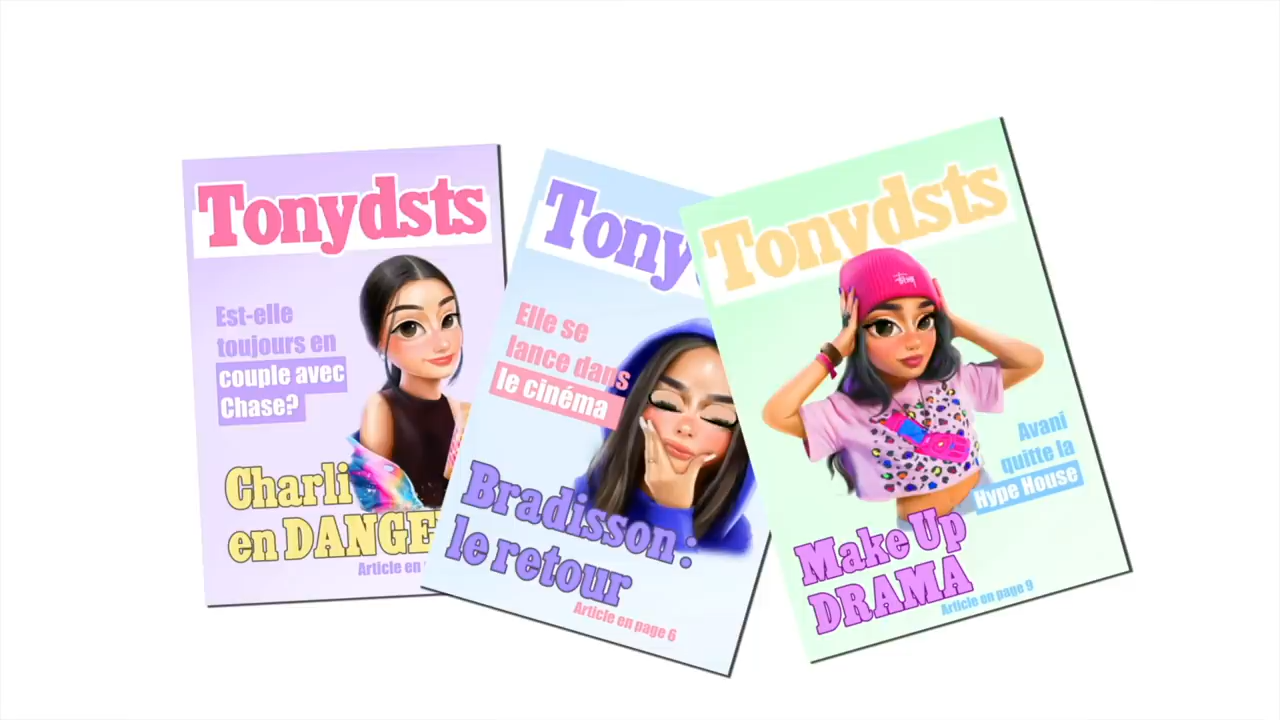 Tonydsts
Est-elle
toujours en
couple avec
Chase?
Charli
en DANGE
Article en
Tony
Elle se
lance dans
le cinéma
Bradisson :
le retour
Article en page 6
Tonydsts
Avani
quitte la
Hype House
Make Up
DRAMA
Article en page 9